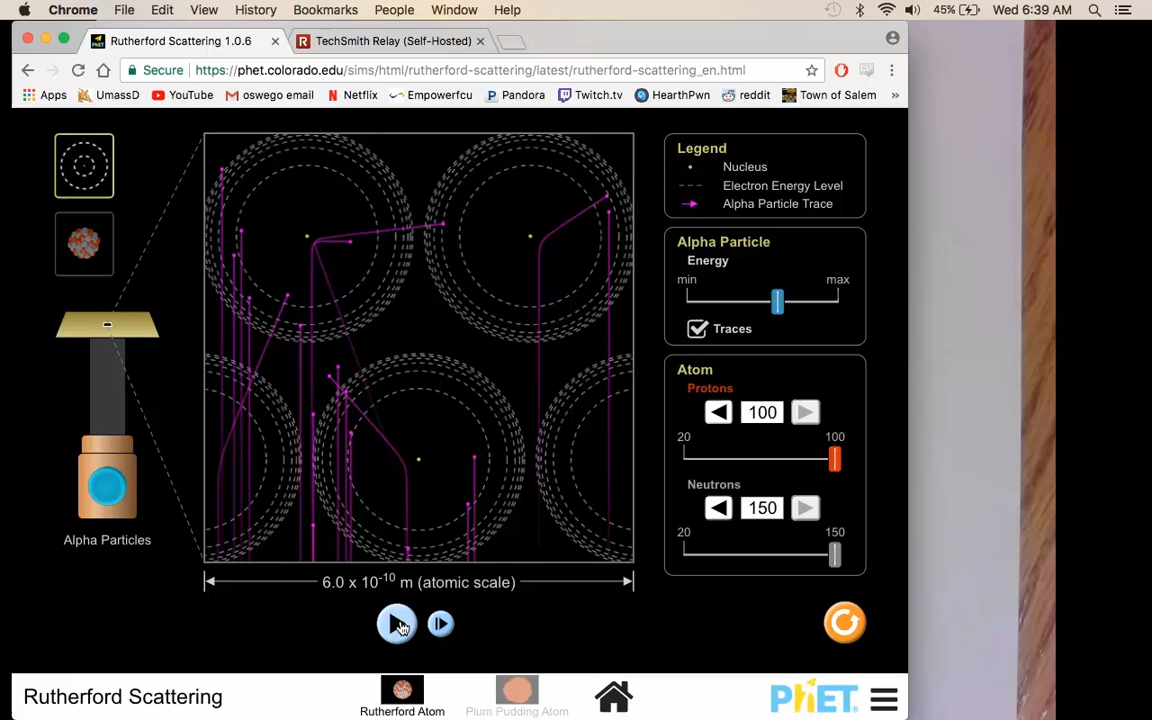 Chrome File Edit View History Bookmarks People Window Help 45% Wed 6:39 AM
Rutherford Scattering 1.0.6 TechSmith Relay (Self-Hosted)
Secure https://phet.colorado.edu/sims/html/rutherford-scattering/latest/rutherford-scattering_en.html
Apps UmassD YouTube oswego email Netflix Empowerfcu Pandora Twitch.tv HearthPwn reddit Town of Salem »
Legend
Nucleus
Electron Energy Level
Alpha Particle Trace
Alpha Particle
Energy
min max
Traces
Atom
Protons
100
20 100
Neutrons
150
20 150
Alpha Particles
6.0 x 10⁻¹⁰ m (atomic scale)
Rutherford Scattering
Rutherford Atom
Plum Pudding Atom
PhET